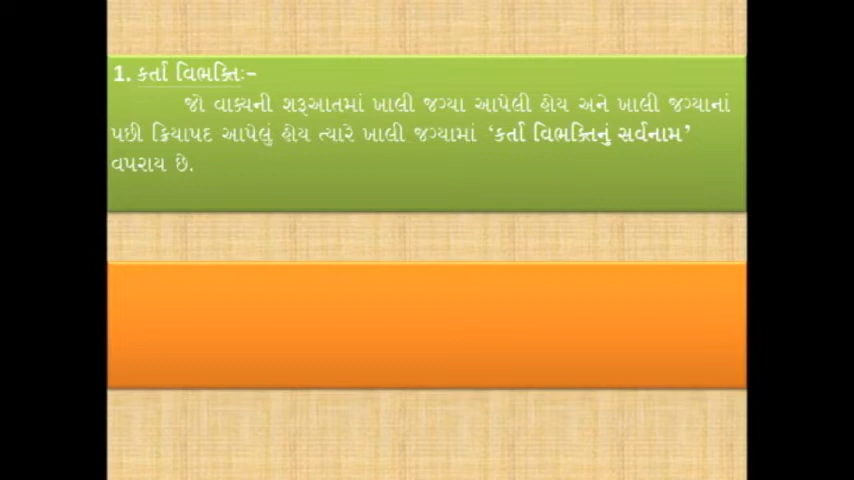 1. કર્તા વિભક્તિઃ-
જો વાક્યની શરૂઆતમાં ખાલી જગ્યા આપેલી હોય અને ખાલી જગ્યાનાં
પછી ક્રિયાપદ આપેલું હોય ત્યારે ખાલી જગ્યામાં ‘કર્તા વિભક્તિનું સર્વનામ’
વપરાય છે.